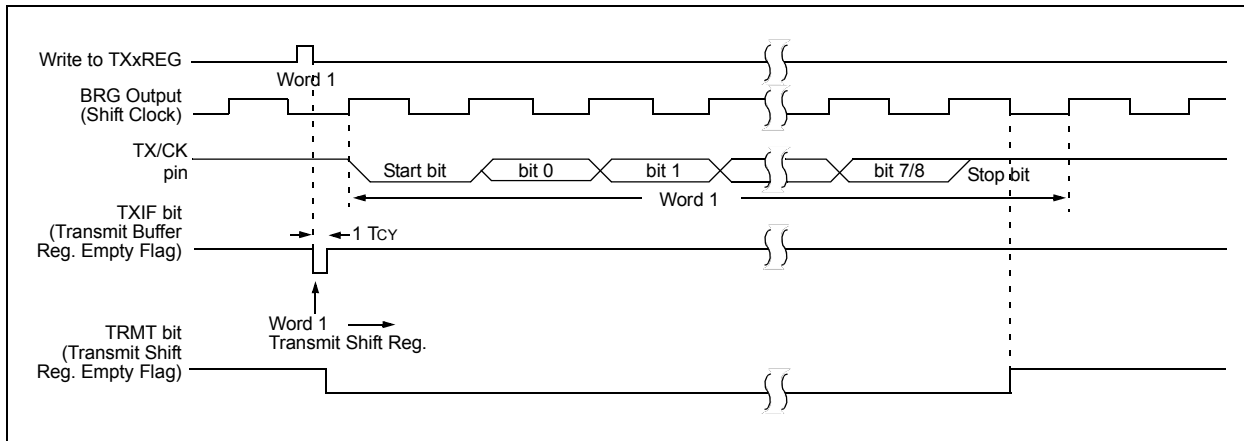 Write to TXxREG
Word 1
BRG Output
(Shift Clock)
TX/CK
pin
Start bit
bit 0
bit 1
bit 7/8
Stop bit
Word 1
TXIF bit
(Transmit Buffer
Reg. Empty Flag)
1 TCY
Word 1
Transmit Shift Reg.
TRMT bit
(Transmit Shift
Reg. Empty Flag)